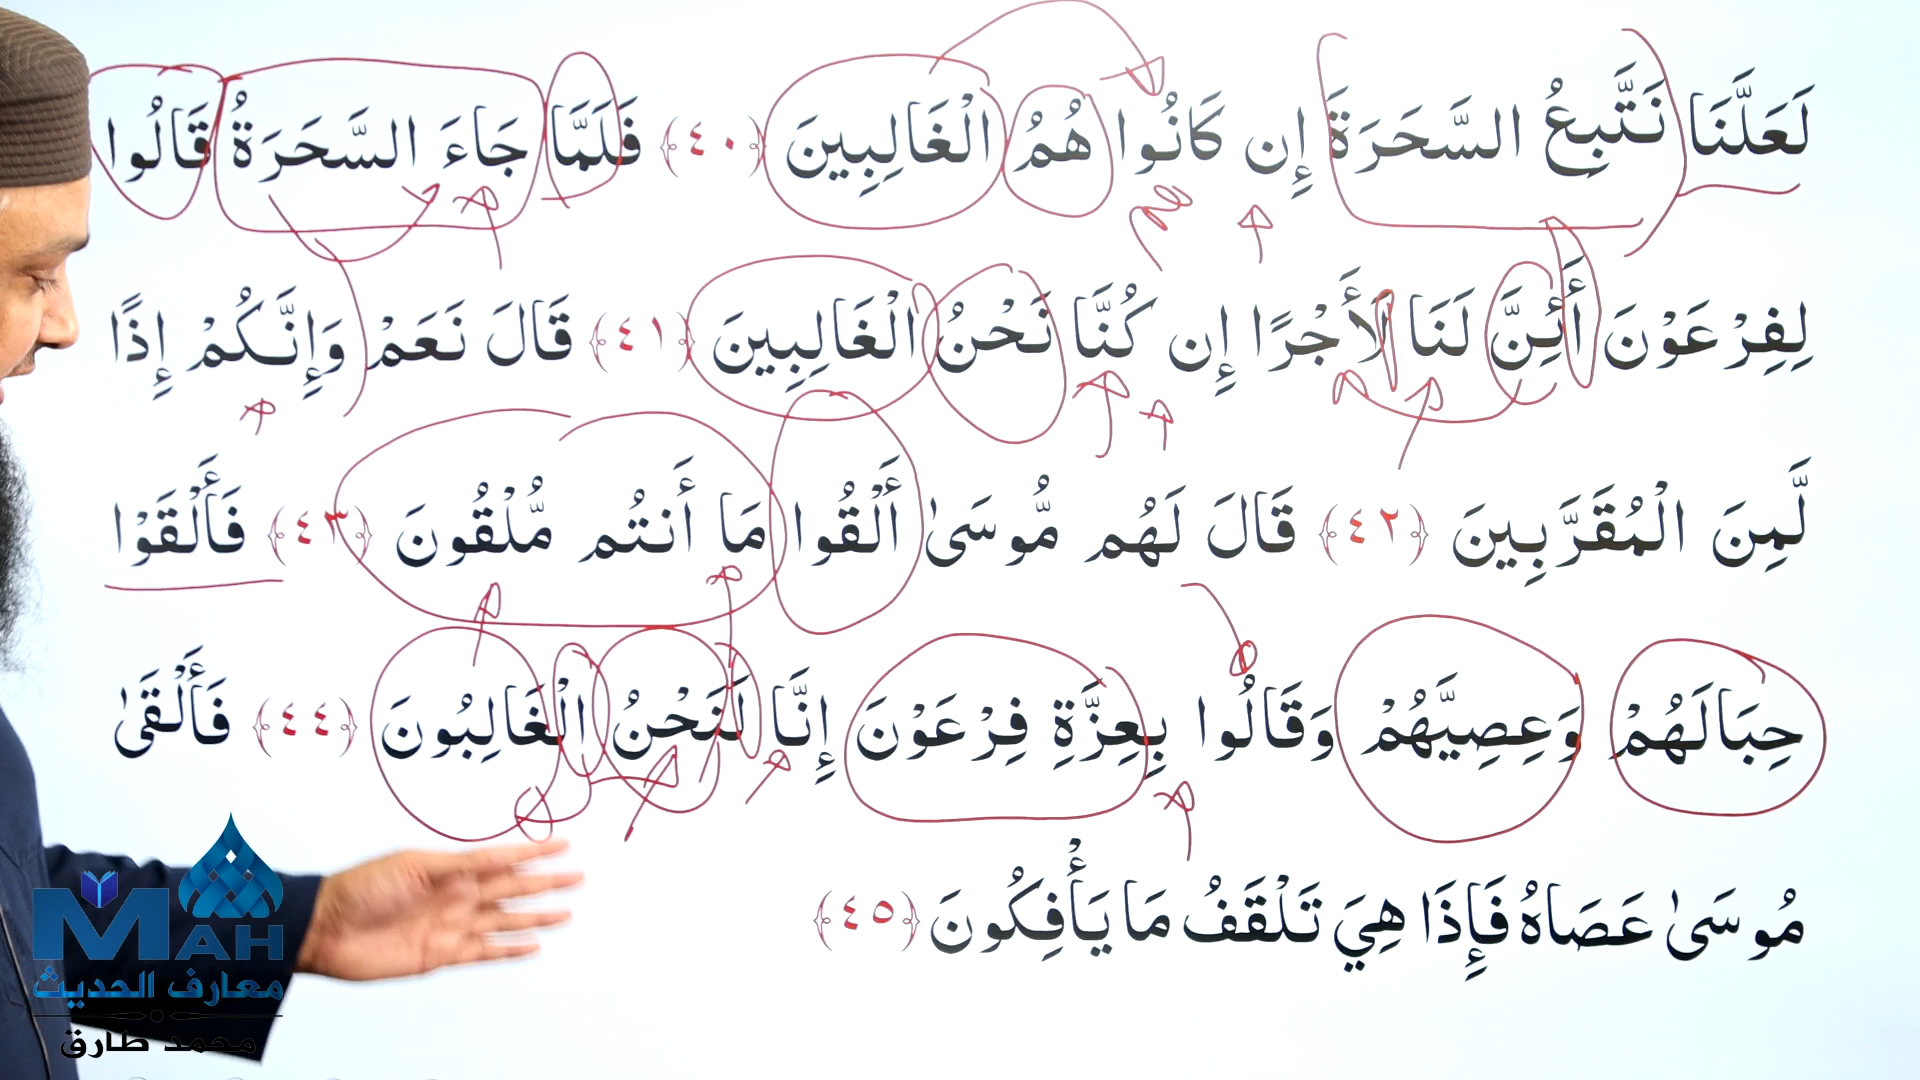 لَعَلَّنَا نَتَّبِعُ السَّحَرَةَ إِن كَانُوا هُمُ الْغَالِبِينَ ﴿٤٠﴾ فَلَمَّا جَاءَ السَّحَرَةُ قَالُوا
لِفِرْعَوْنَ أَئِنَّ لَنَا لَأَجْرًا إِن كُنَّا نَحْنُ الْغَالِبِينَ ﴿٤١﴾ قَالَ نَعَمْ وَإِنَّكُمْ إِذًا
لَّمِنَ الْمُقَرَّبِينَ ﴿٤٢﴾ قَالَ لَهُم مُّوسَىٰ أَلْقُوا مَا أَنتُم مُّلْقُونَ ﴿٤٣﴾ فَأَلْقَوْا
حِبَالَهُمْ وَعِصِيَّهُمْ وَقَالُوا بِعِزَّةِ فِرْعَوْنَ إِنَّا لَنَحْنُ الْغَالِبُونَ ﴿٤٤﴾ فَأَلْقَىٰ
مُوسَىٰ عَصَاهُ فَإِذَا هِيَ تَلْقَفُ مَا يَأْفِكُونَ ﴿٤٥﴾
MAH
معارف الحديث
محمد طارق